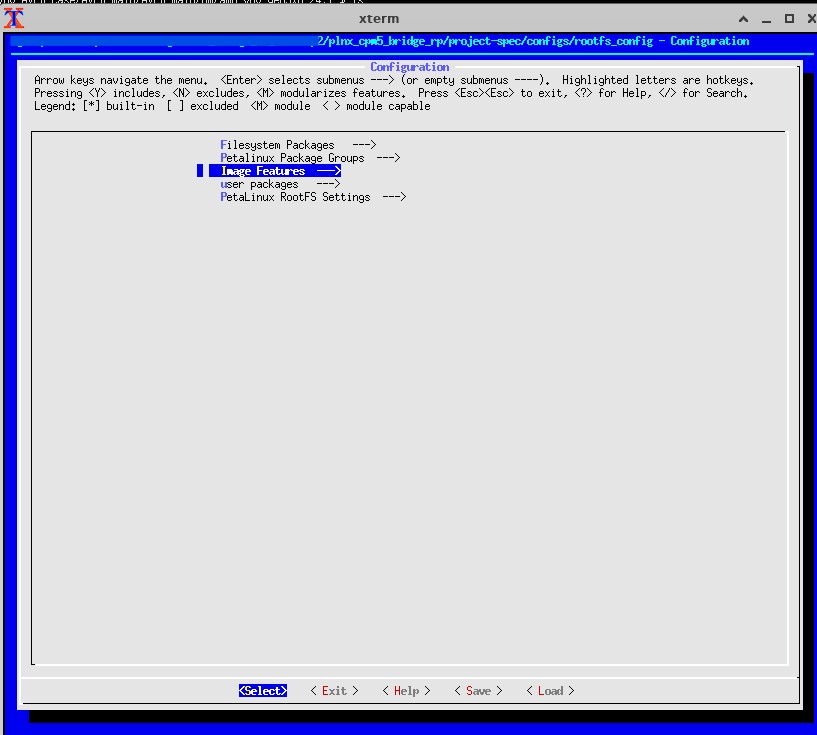 xterm
2/plnx_cpm5_bridge_rp/project-spec/configs/rootfs_config - Configuration
Configuration
Arrow keys navigate the menu.  <Enter> selects submenus ---> (or empty submenus ----).  Highlighted letters are hotkeys.
Pressing <Y> includes, <N> excludes, <M> modularizes features.  Press <Esc><Esc> to exit, <?> for Help, </> for Search.
Legend: [*] built-in  [ ] excluded  <M> module  < > module capable
Filesystem Packages  --->
Petalinux Package Groups  --->
Image Features  --->
user packages  --->
PetaLinux RootFS Settings  --->
<Select>    < Exit >    < Help >    < Save >    < Load >